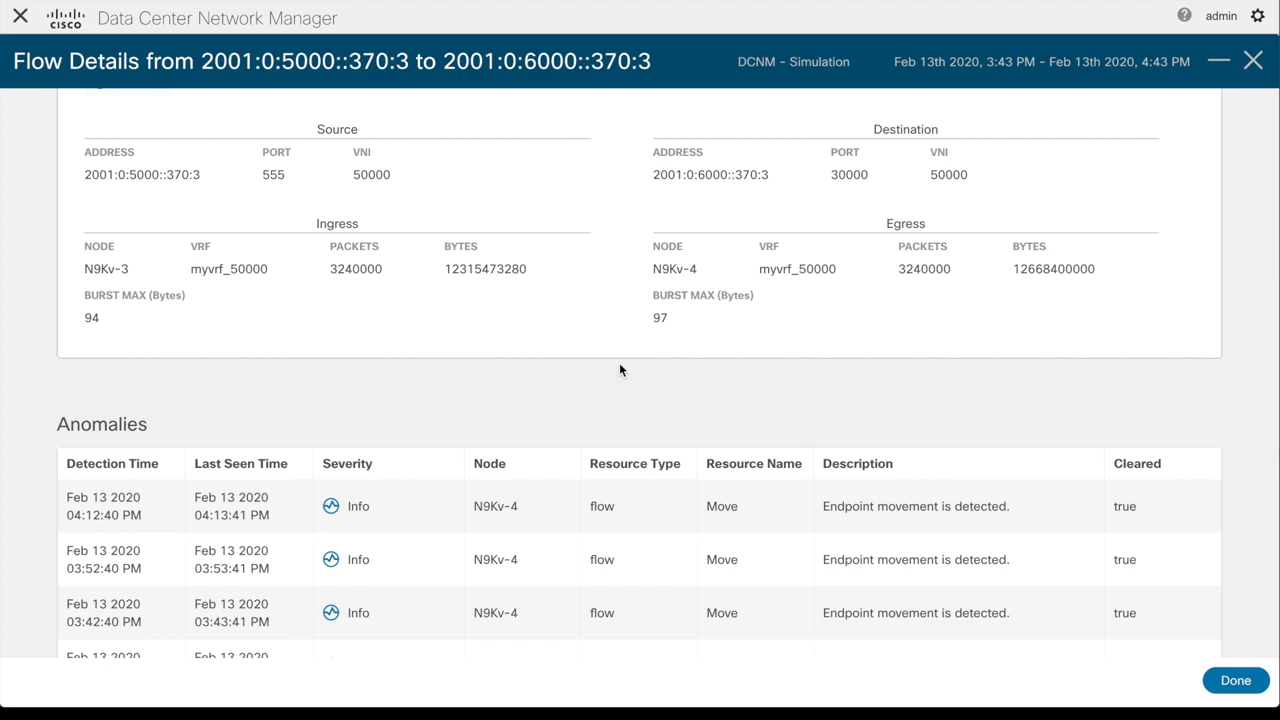 CISCO Data Center Network Manager admin
Flow Details from 2001:0:5000::370:3 to 2001:0:6000::370:3 DCNM - Simulation Feb 13th 2020, 3:43 PM - Feb 13th 2020, 4:43 PM
Source Destination
ADDRESS PORT VNI ADDRESS PORT VNI
2001:0:5000::370:3 555 50000 2001:0:6000::370:3 30000 50000
Ingress Egress
NODE VRF PACKETS BYTES NODE VRF PACKETS BYTES
N9Kv-3 myvrf_50000 3240000 12315473280 N9Kv-4 myvrf_50000 3240000 12668400000
BURST MAX (Bytes) BURST MAX (Bytes)
94 97
Anomalies
Detection Time Last Seen Time Severity Node Resource Type Resource Name Description Cleared
Feb 13 2020 Feb 13 2020
04:12:40 PM 04:13:41 PM Info N9Kv-4 flow Move Endpoint movement is detected. true
Feb 13 2020 Feb 13 2020
03:52:40 PM 03:53:41 PM Info N9Kv-4 flow Move Endpoint movement is detected. true
Feb 13 2020 Feb 13 2020
03:42:40 PM 03:43:41 PM Info N9Kv-4 flow Move Endpoint movement is detected. true
Feb 13 2020 Feb 13 2020
Done